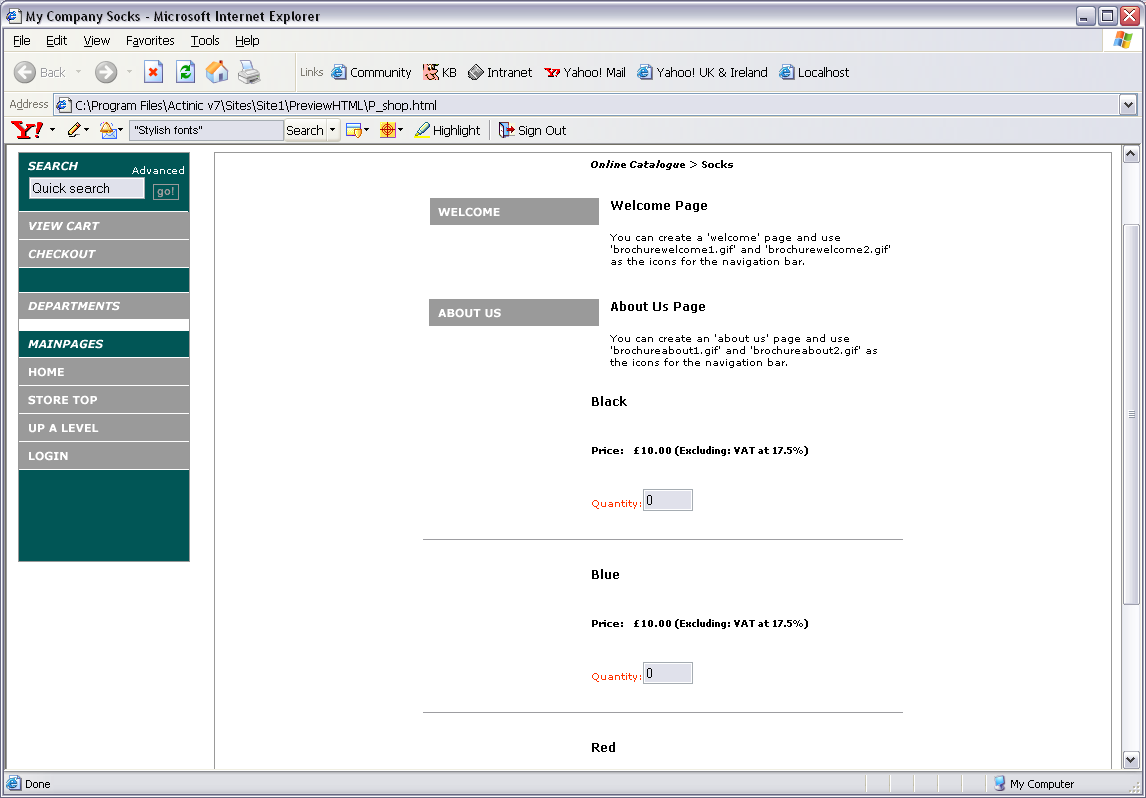 My Company Socks - Microsoft Internet Explorer
File Edit View Favorites Tools Help
Back Links Community KB Intranet Yahoo! Mail Yahoo! UK & Ireland Localhost
Address C:\Program Files\Actinic v7\Sites\Site1\PreviewHTML\P_shop.html
Y! "Stylish fonts" Search Highlight Sign Out
SEARCH
Advanced
Quick search go!
VIEW CART
CHECKOUT
DEPARTMENTS
MAINPAGES
HOME
STORE TOP
UP A LEVEL
LOGIN
Online Catalogue > Socks
WELCOME
Welcome Page
You can create a 'welcome' page and use
'brochurewelcome1.gif' and 'brochurewelcome2.gif'
as the icons for the navigation bar.
ABOUT US
About Us Page
You can create an 'about us' page and use
'brochureabout1.gif' and 'brochureabout2.gif' as
the icons for the navigation bar.
Black
Price: £10.00 (Excluding: VAT at 17.5%)
Quantity: 0
Blue
Price: £10.00 (Excluding: VAT at 17.5%)
Quantity: 0
Red
Done My Computer